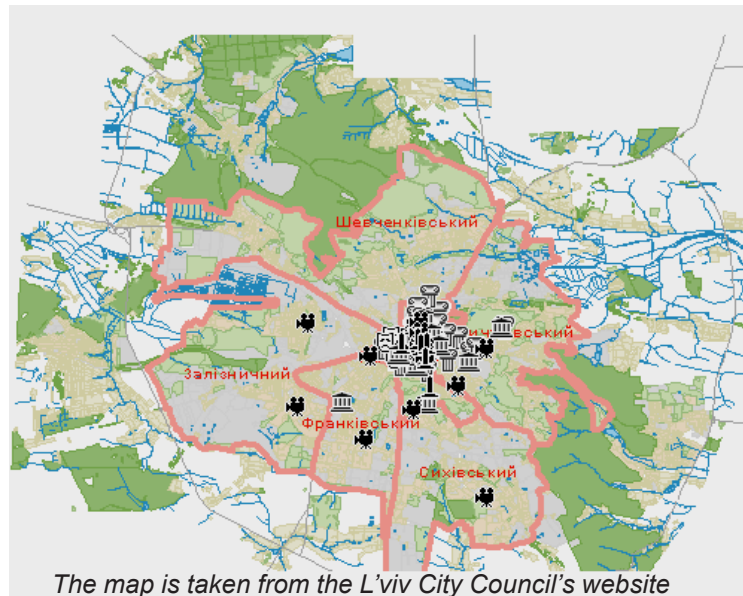 Шевченківський
Залізничний
Франківський
Сихівський
The map is taken from the L'viv City Council's website